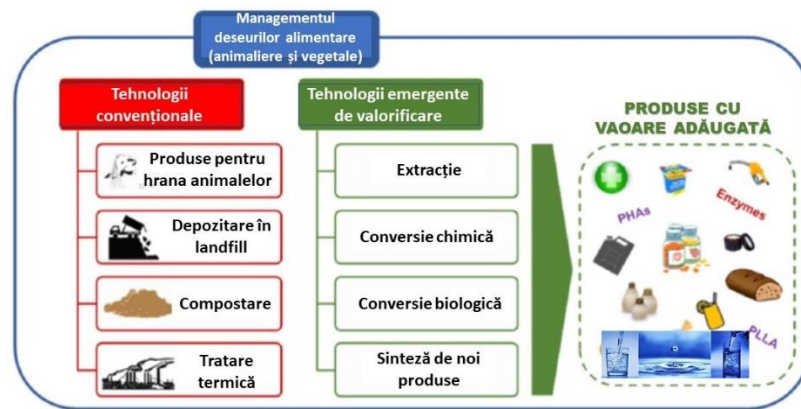 Managementul
deseurilor alimentare
(animaliere și vegetale)
Tehnologii
convenționale
Produse pentru
hrana animalelor
Depozitare în
landfill
Compostare
Tratare
termică
Tehnologii emergente
de valorificare
Extracție
Conversie chimică
Conversie biologică
Sinteză de noi
produse
PRODUSE CU
VAOARE ADĂUGATĂ
PHAs
Enzymes
PLLA